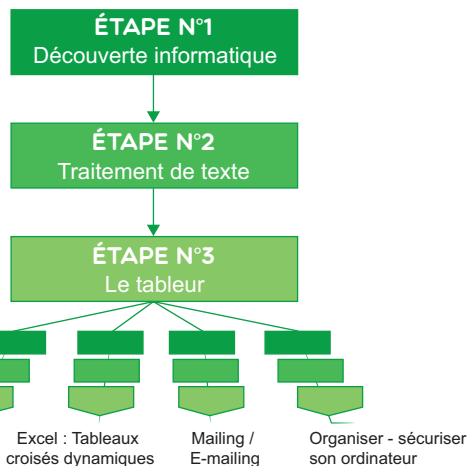 ÉTAPE N°1
Découverte informatique
ÉTAPE N°2
Traitement de texte
ÉTAPE N°3
Le tableur
Excel : Tableaux
croisés dynamiques
Mailing /
E-mailing
Organiser - sécuriser
son ordinateur